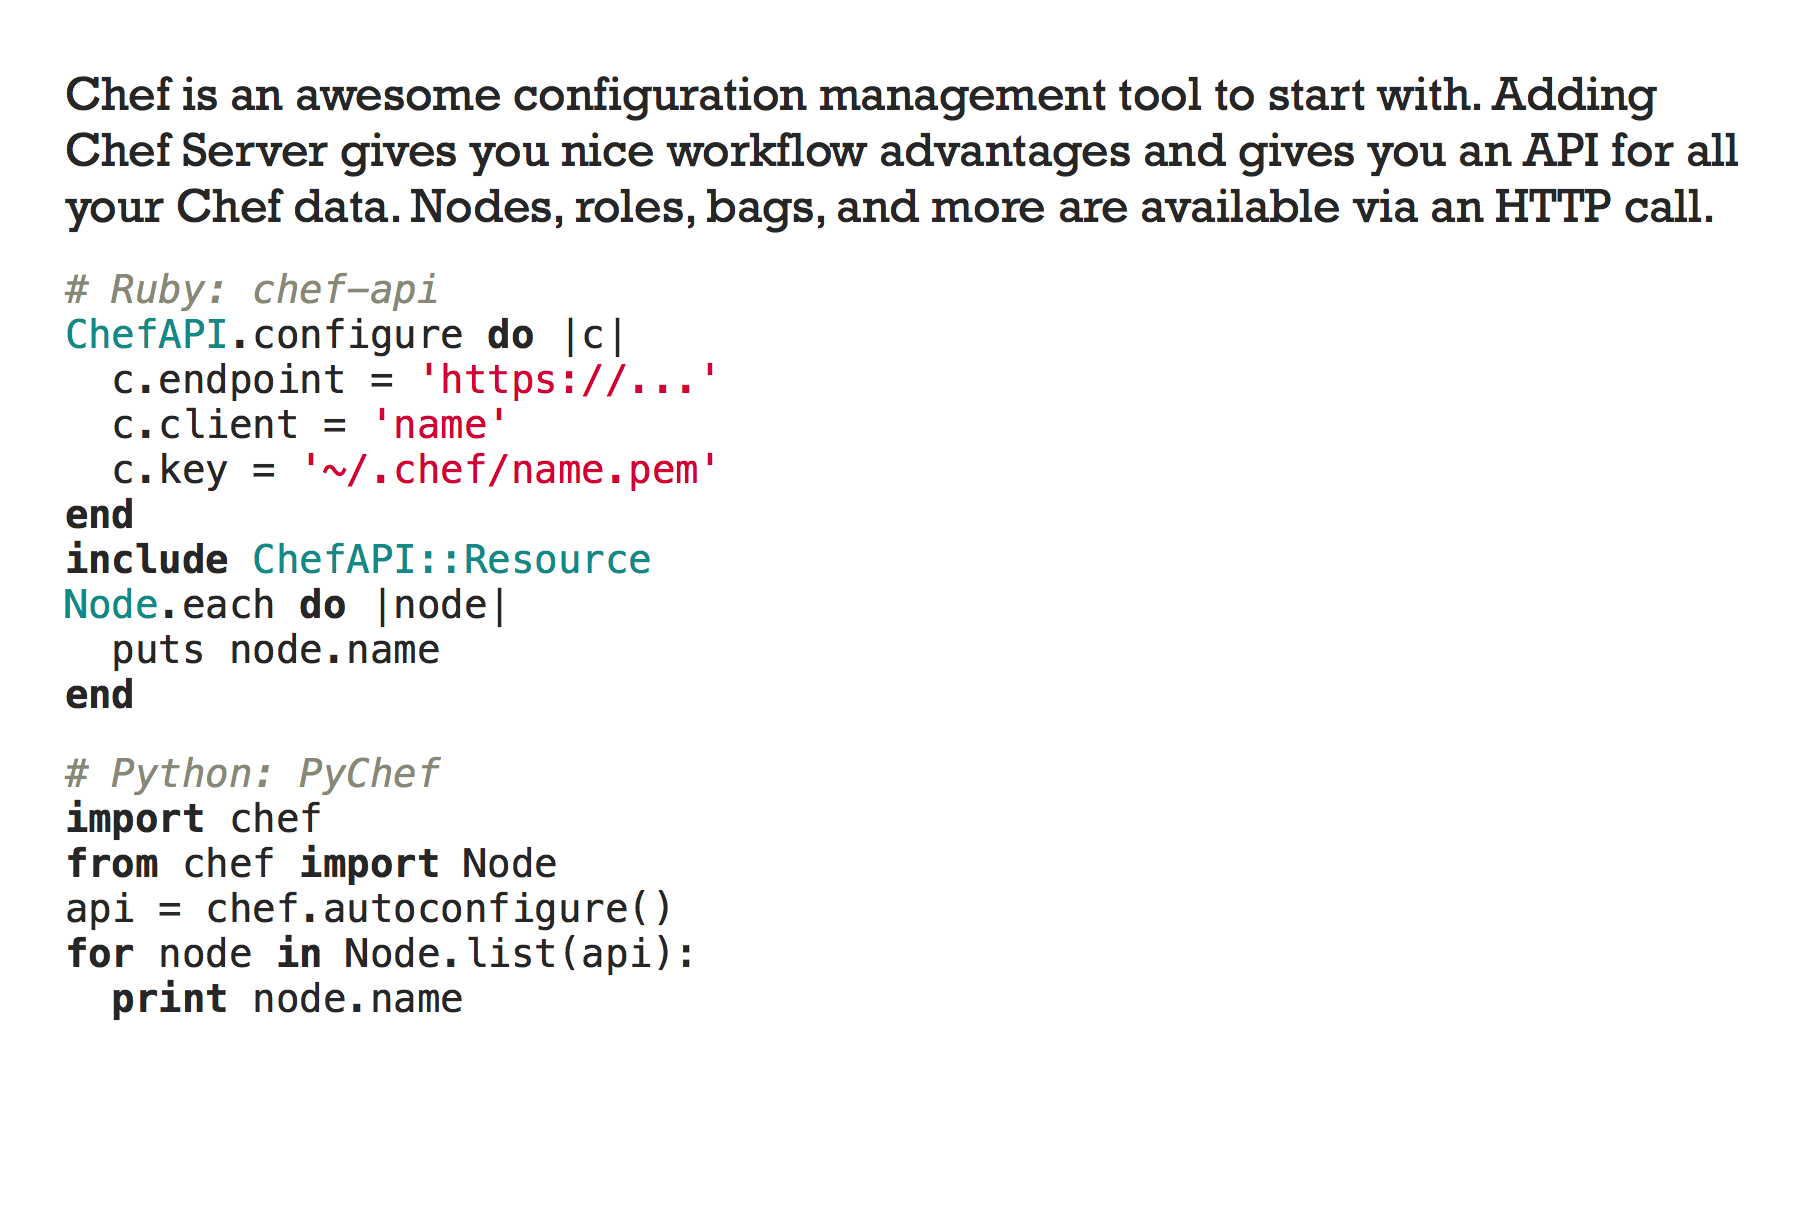 Chef is an awesome configuration management tool to start with. Adding
Chef Server gives you nice workflow advantages and gives you an API for all
your Chef data. Nodes, roles, bags, and more are available via an HTTP call.
# Ruby: chef-api
ChefAPI.configure do |c|
  c.endpoint = 'https://...'
  c.client = 'name'
  c.key = '~/.chef/name.pem'
end
include ChefAPI::Resource
Node.each do |node|
  puts node.name
end
# Python: PyChef
import chef
from chef import Node
api = chef.autoconfigure()
for node in Node.list(api):
  print node.name